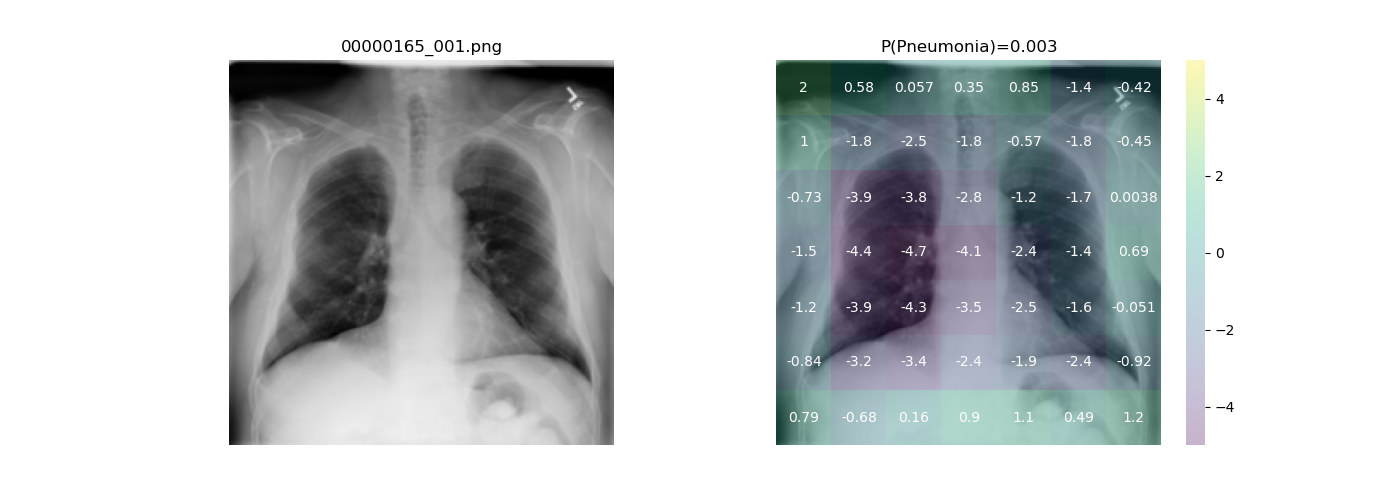 00000165_001.png
P(Pneumonia)=0.003
2 0.58 0.057 0.35 0.85 -1.4 -0.42
1 -1.8 -2.5 -1.8 -0.57 -1.8 -0.45
-0.73 -3.9 -3.8 -2.8 -1.2 -1.7 0.0038
-1.5 -4.4 -4.7 -4.1 -2.4 -1.4 0.69
-1.2 -3.9 -4.3 -3.5 -2.5 -1.6 -0.051
-0.84 -3.2 -3.4 -2.4 -1.9 -2.4 -0.92
0.79 -0.68 0.16 0.9 1.1 0.49 1.2
4
2
0
−2
−4